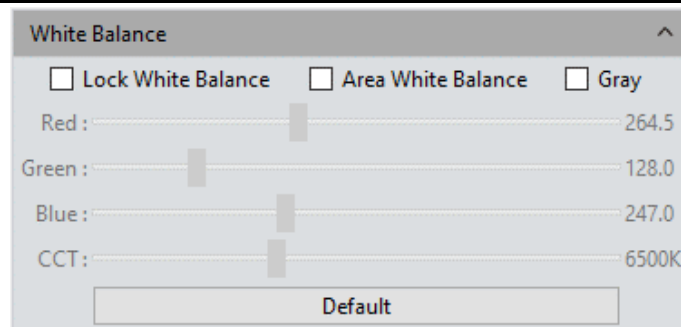 White Balance
Lock White Balance Area White Balance Gray
Red : 264.5
Green : 128.0
Blue : 247.0
CCT : 6500K
Default